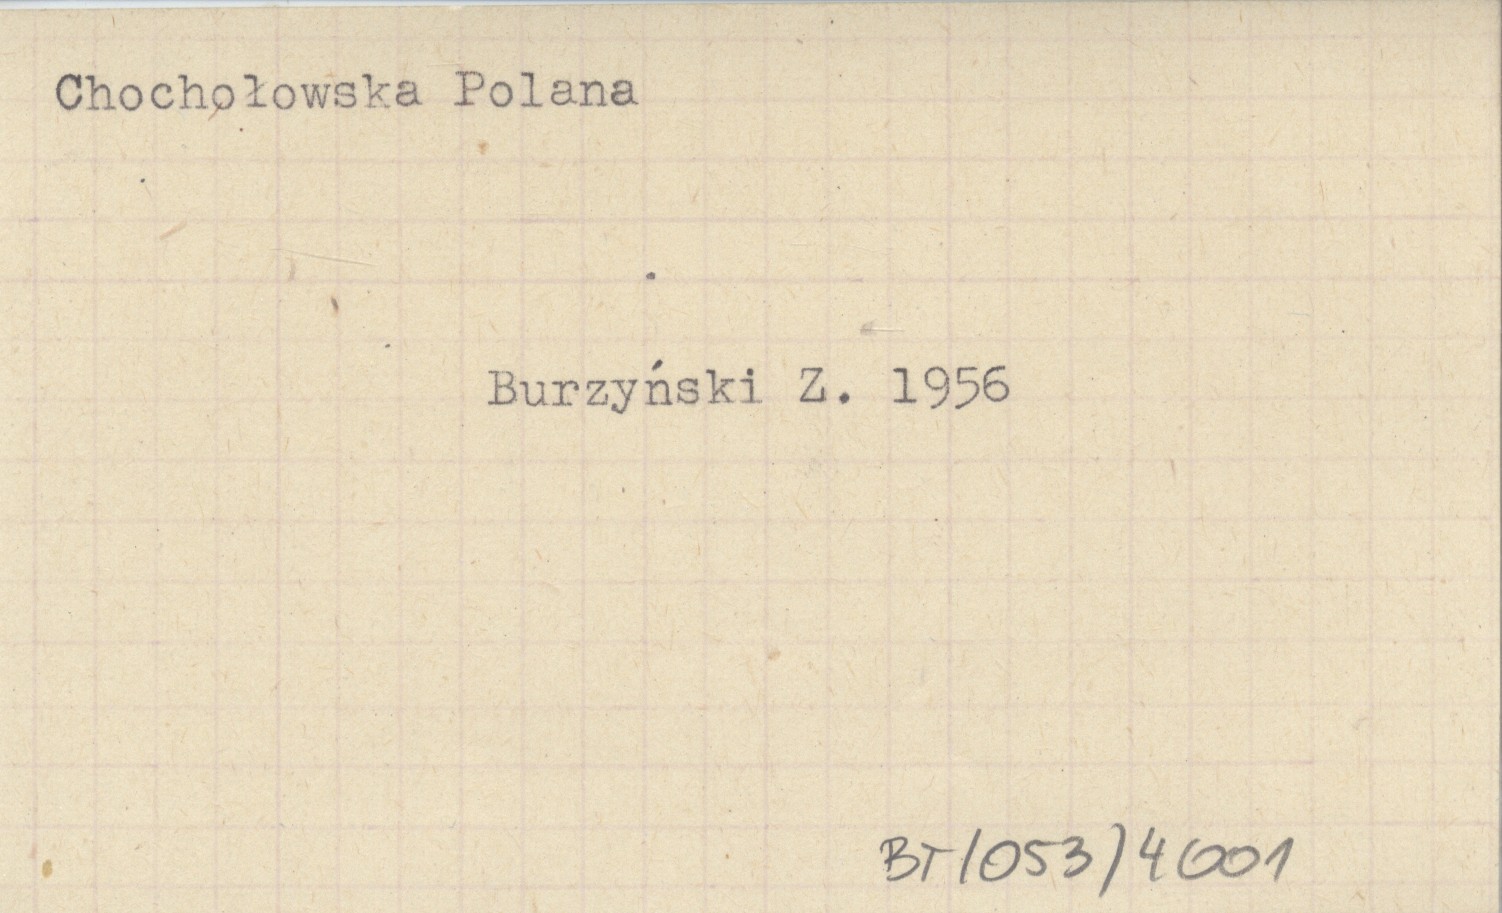 Chochołowska Polana
Burzyński Z. 1956
BT/053/4001